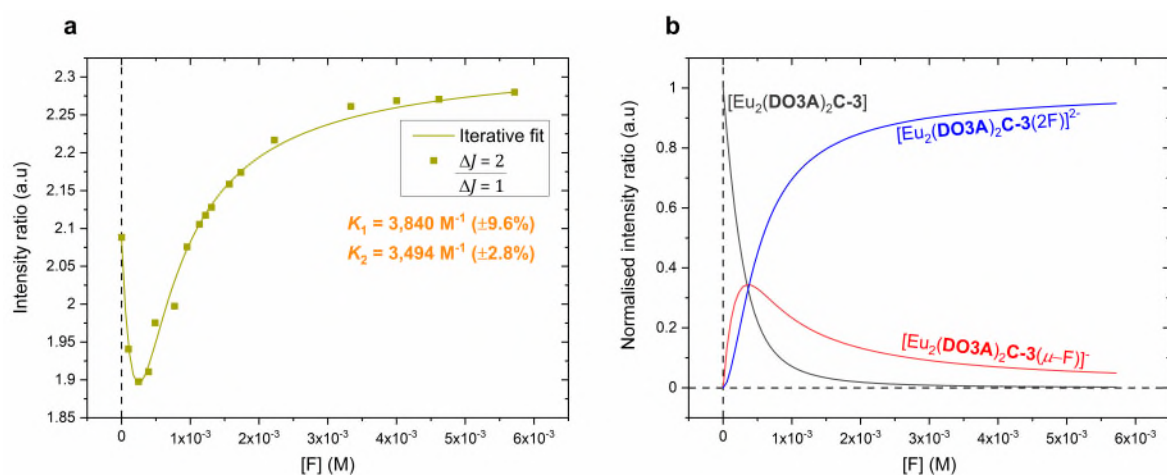 a
Intensity ratio (a.u)
2.3
2.25
2.2
2.15
2.1
2.05
2
1.95
1.9
1.85
Iterative fit
ΔJ = 2
ΔJ = 1
K₁ = 3,840 M⁻¹ (±9.6%)
K₂ = 3,494 M⁻¹ (±2.8%)
0
1x10⁻³
2x10⁻³
3x10⁻³
4x10⁻³
5x10⁻³
6x10⁻³
[F] (M)
b
Normalised intensity ratio (a.u)
1
0.8
0.6
0.4
0.2
0
[Eu₂(DO3A)₂C-3]
[Eu₂(DO3A)₂C-3(2F)]²⁻
[Eu₂(DO3A)₂C-3(μ–F)]⁻
0
1x10⁻³
2x10⁻³
3x10⁻³
4x10⁻³
5x10⁻³
6x10⁻³
[F] (M)